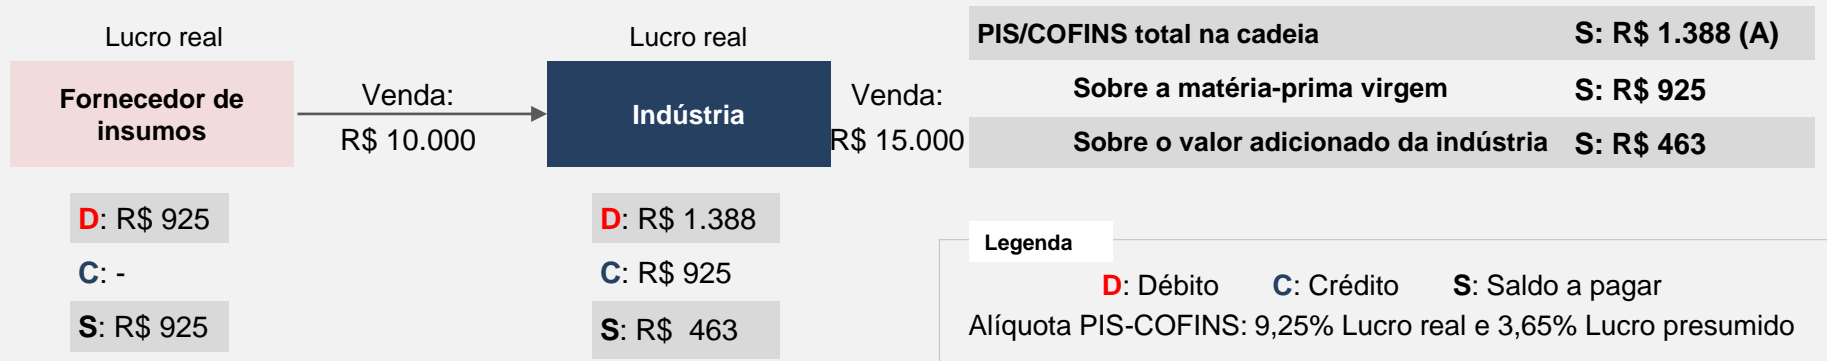 Lucro real
Fornecedor de
insumos
Venda:
R$ 10.000
Lucro real
Indústria
Venda:
R$ 15.000
D: R$ 925
C: -
S: R$ 925
D: R$ 1.388
C: R$ 925
S: R$ 463
PIS/COFINS total na cadeia S: R$ 1.388 (A)
Sobre a matéria-prima virgem S: R$ 925
Sobre o valor adicionado da indústria S: R$ 463
Legenda
D: Débito C: Crédito S: Saldo a pagar
Alíquota PIS-COFINS: 9,25% Lucro real e 3,65% Lucro presumido